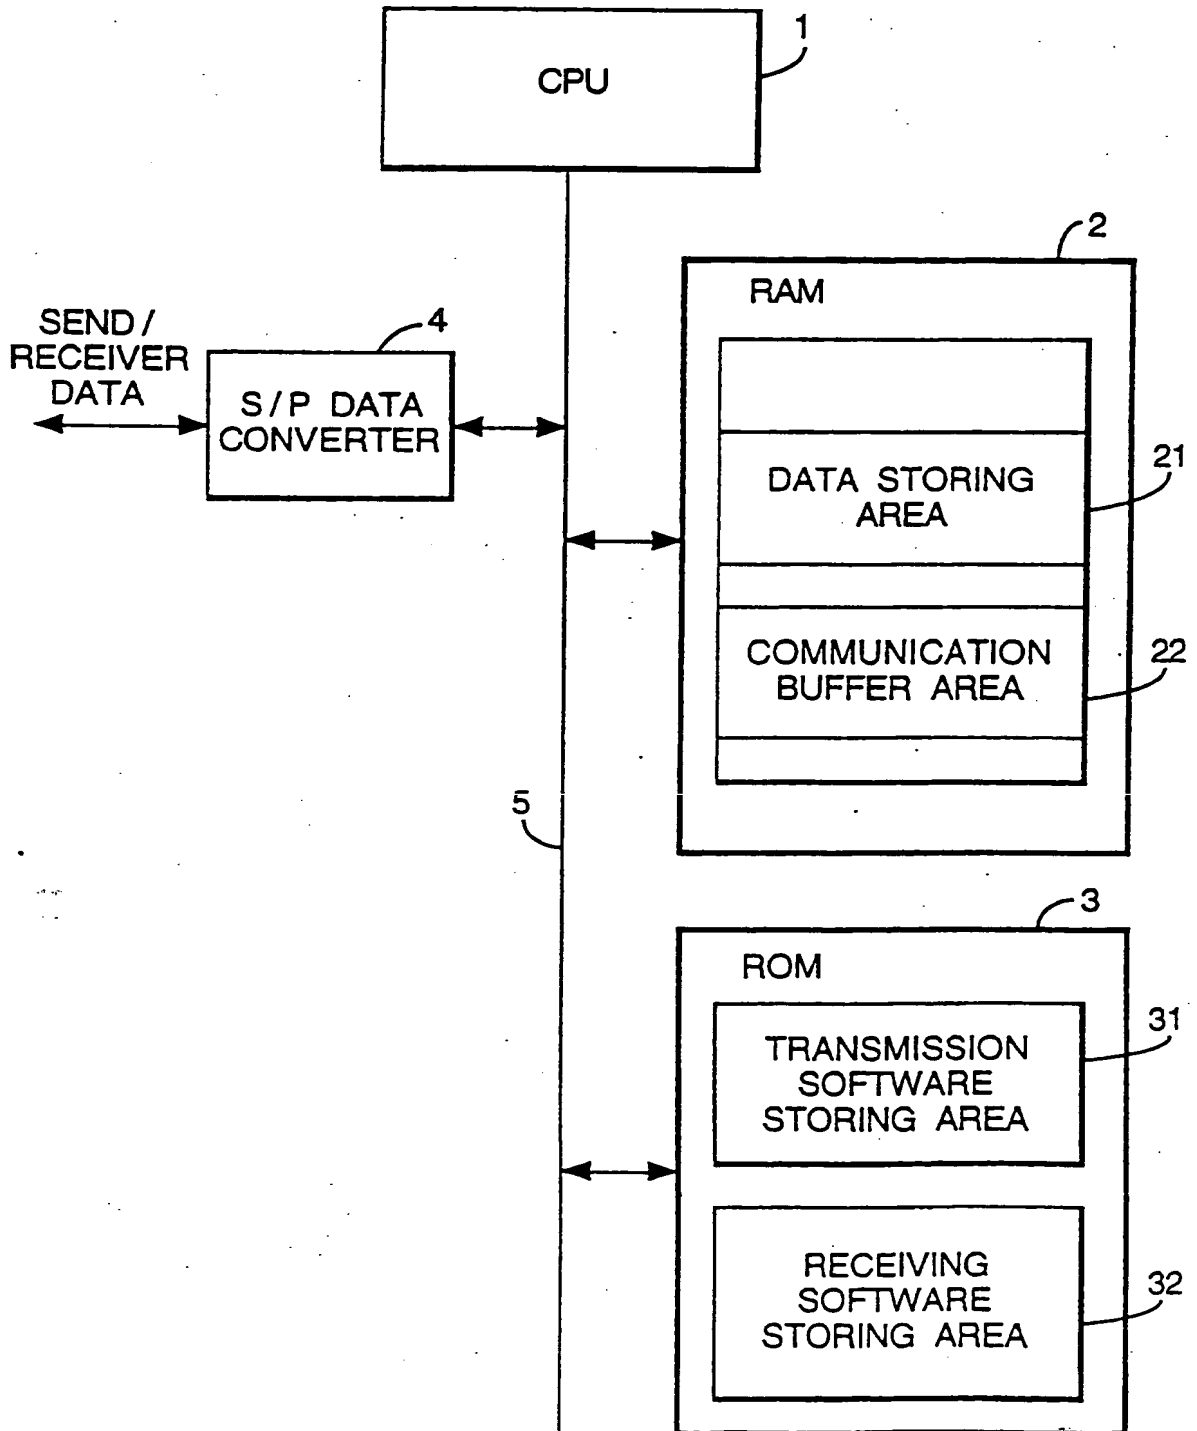 1
CPU
2
RAM
SEND /
RECEIVER
DATA
4
S/P DATA
CONVERTER
DATA STORING
AREA
21
COMMUNICATION
BUFFER AREA
22
5
3
ROM
TRANSMISSION
SOFTWARE
STORING AREA
31
RECEIVING
SOFTWARE
STORING AREA
32